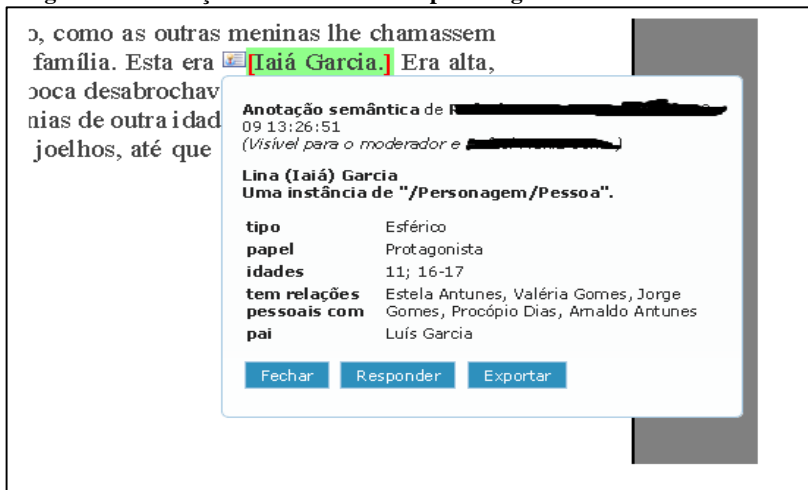 o, como as outras meninas lhe chamassem
família. Esta era [Iaiá Garcia.] Era alta,
poca desabrochav
nias de outra idad
joelhos, até que
Anotação semântica de
09 13:26:51
(Visível para o moderador e
Lina (Iaiá) Garcia
Uma instância de "/Personagem/Pessoa".
tipo Esférico
papel Protagonista
idades 11; 16-17
tem relações pessoais com Estela Antunes, Valéria Gomes, Jorge
Gomes, Procópio Dias, Arnaldo Antunes
pai Luís Garcia
Fechar Responder Exportar